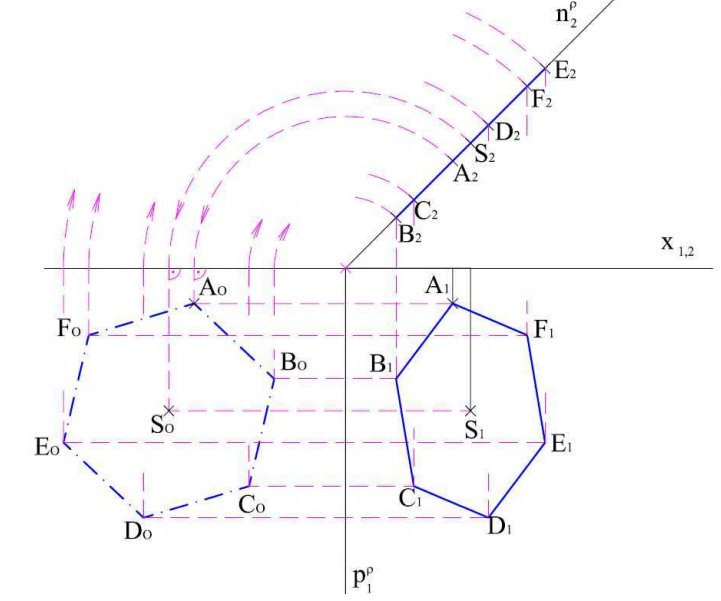 n₂ᵖ
E₂
F₂
D₂
S₂
A₂
C₂
B₂
x ₁,₂
A₀
A₁
F₀
F₁
B₀
B₁
S₀
S₁
E₀
E₁
C₀
C₁
D₀
D₁
p₁ᵖ